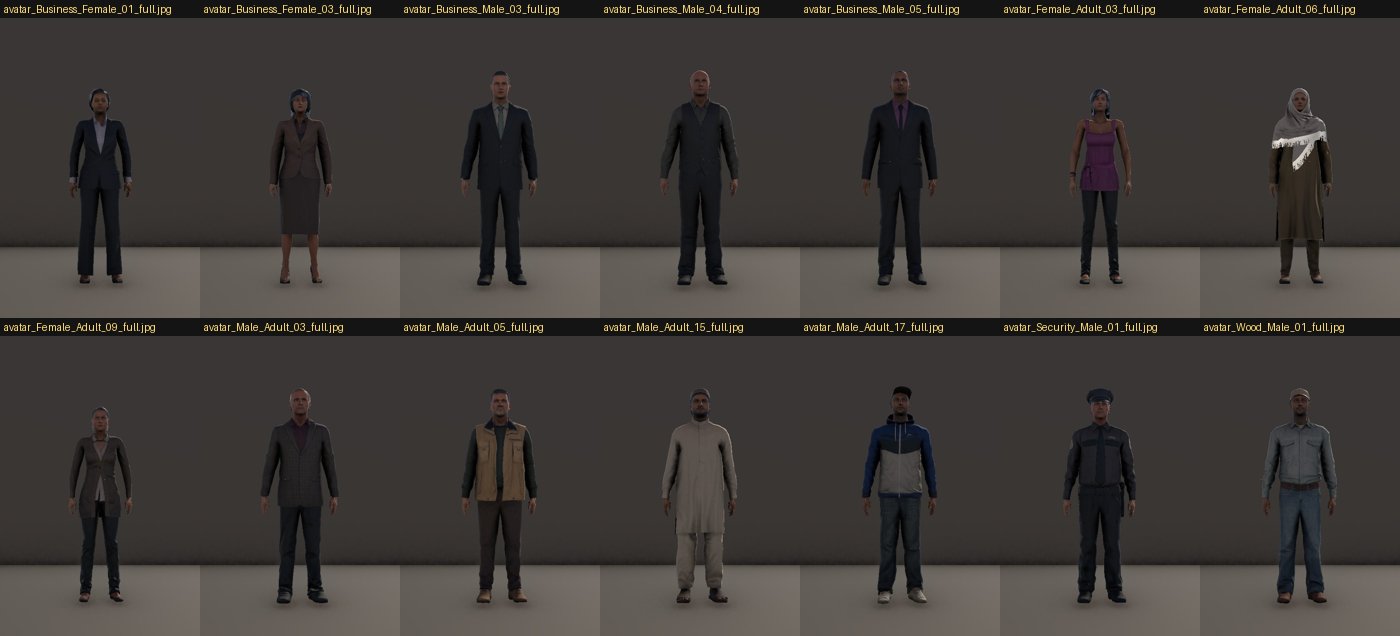 avatar_Business_Female_01_full.jpg
avatar_Business_Female_03_full.jpg
avatar_Business_Male_03_full.jpg
avatar_Business_Male_04_full.jpg
avatar_Business_Male_05_full.jpg
avatar_Female_Adult_03_full.jpg
avatar_Female_Adult_06_full.jpg
avatar_Female_Adult_09_full.jpg
avatar_Male_Adult_03_full.jpg
avatar_Male_Adult_05_full.jpg
avatar_Male_Adult_15_full.jpg
avatar_Male_Adult_17_full.jpg
avatar_Security_Male_01_full.jpg
avatar_Wood_Male_01_full.jpg